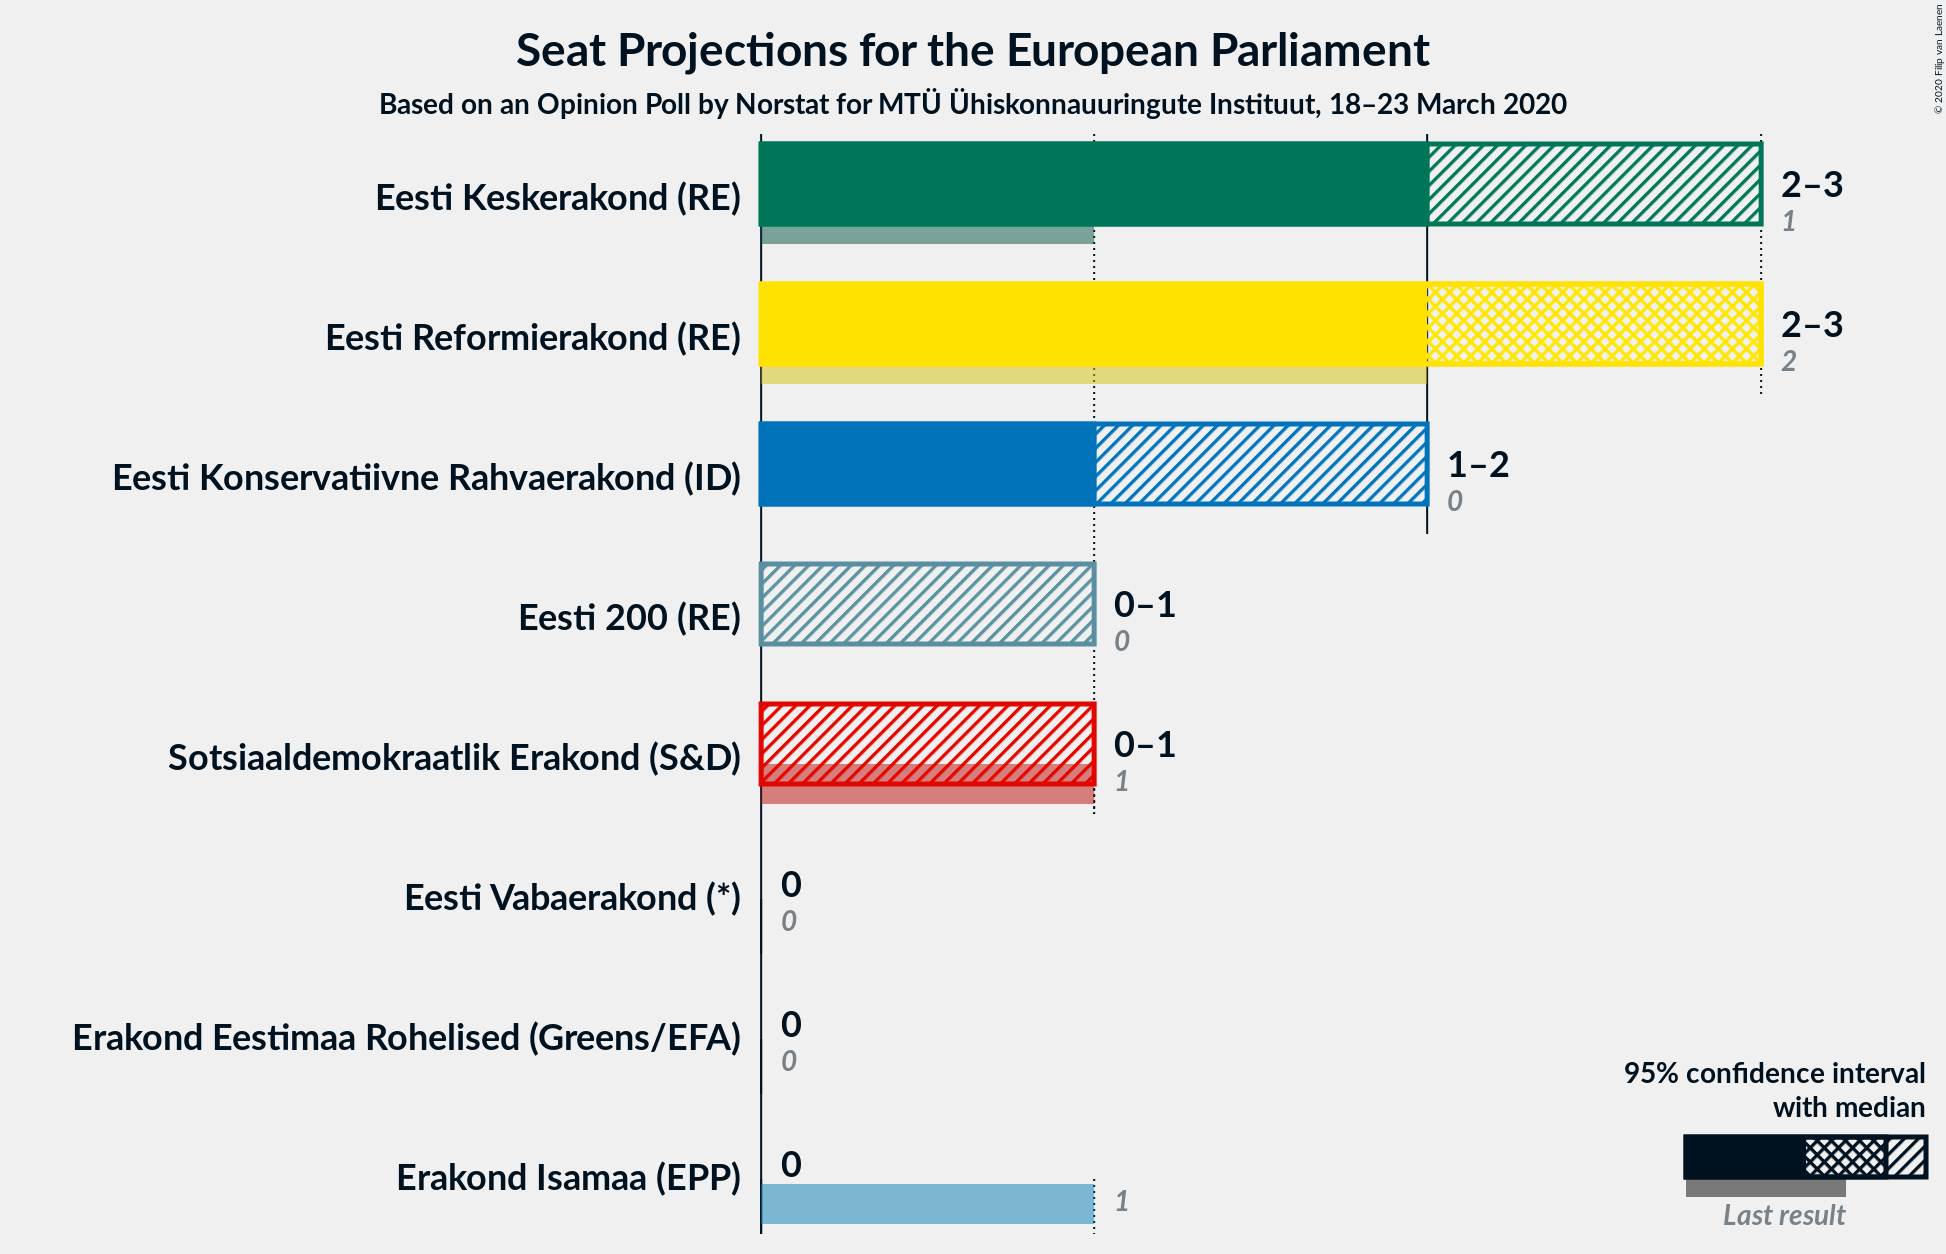 Seat Projections for the European Parliament
Based on an Opinion Poll by Norstat for MTÜ Ühiskonnauuringute Instituut, 18–23 March 2020
© 2020 Filip van Laenen
Eesti Keskerakond (RE)
2–3
1
Eesti Reformierakond (RE)
2–3
2
Eesti Konservatiivne Rahvaerakond (ID)
1–2
0
Eesti 200 (RE)
0–1
0
Sotsiaaldemokraatlik Erakond (S&D)
0–1
1
Eesti Vabaerakond (*)
0
0
Erakond Eestimaa Rohelised (Greens/EFA)
0
0
Erakond Isamaa (EPP)
0
1
95% confidence interval
with median
Last result